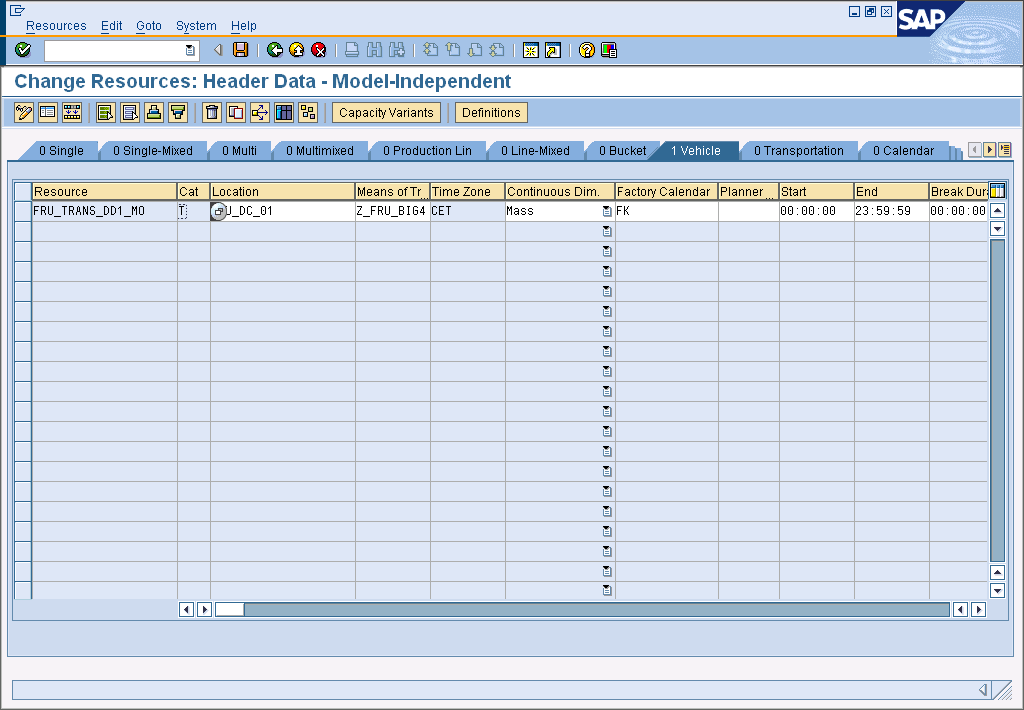 Resources Edit Goto System Help
SAP
Change Resources: Header Data - Model-Independent
Capacity Variants Definitions
0 Single 0 Single-Mixed 0 Multi 0 Multimixed 0 Production Lin 0 Line-Mixed 0 Bucket 1 Vehicle 0 Transportation 0 Calendar
Resource Cat Location Means of Tr... Time Zone Continuous Dim. Factory Calendar Planner ... Start End Break Dur
FRU_TRANS_DD1_MO T U_DC_01 Z_FRU_BIG4 CET Mass FK 00:00:00 23:59:59 00:00:00